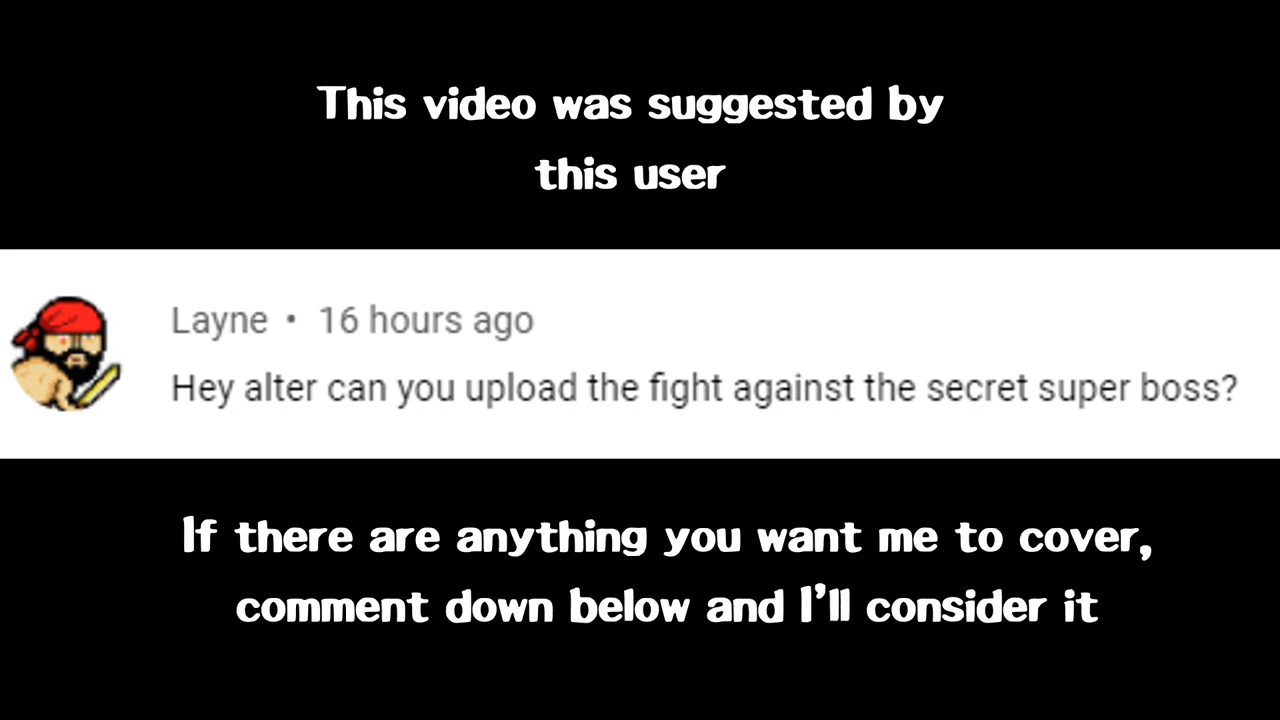 This video was suggested by
this user
Layne • 16 hours ago
Hey alter can you upload the fight against the secret super boss?
If there are anything you want me to cover,
comment down below and I'll consider it